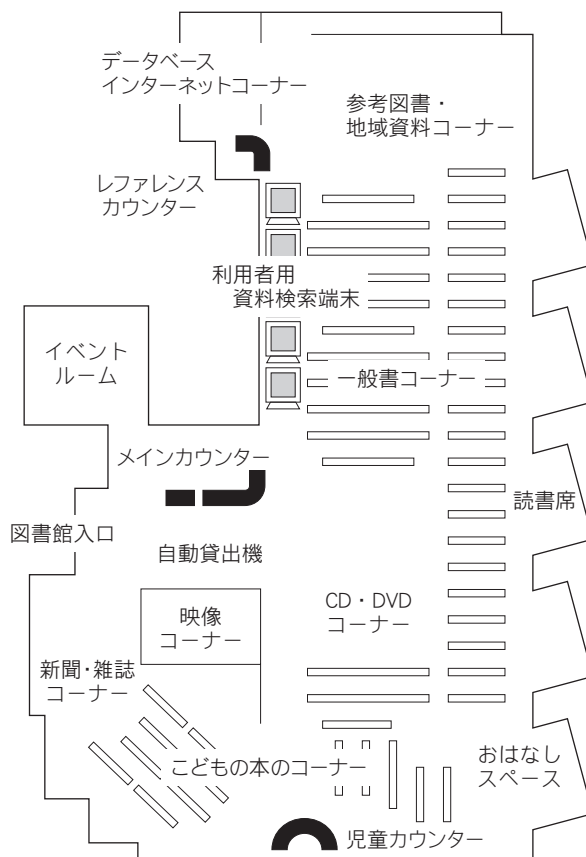 データベース
インターネットコーナー
参考図書・
地域資料コーナー
レファレンス
カウンター
利用者用
資料検索端末
イベント
ルーム
一般書コーナー
メインカウンター
読書席
図書館入口
自動貸出機
映像
コーナー
CD・DVD
コーナー
新聞・雑誌
コーナー
こどもの本のコーナー
おはなし
スペース
児童カウンター